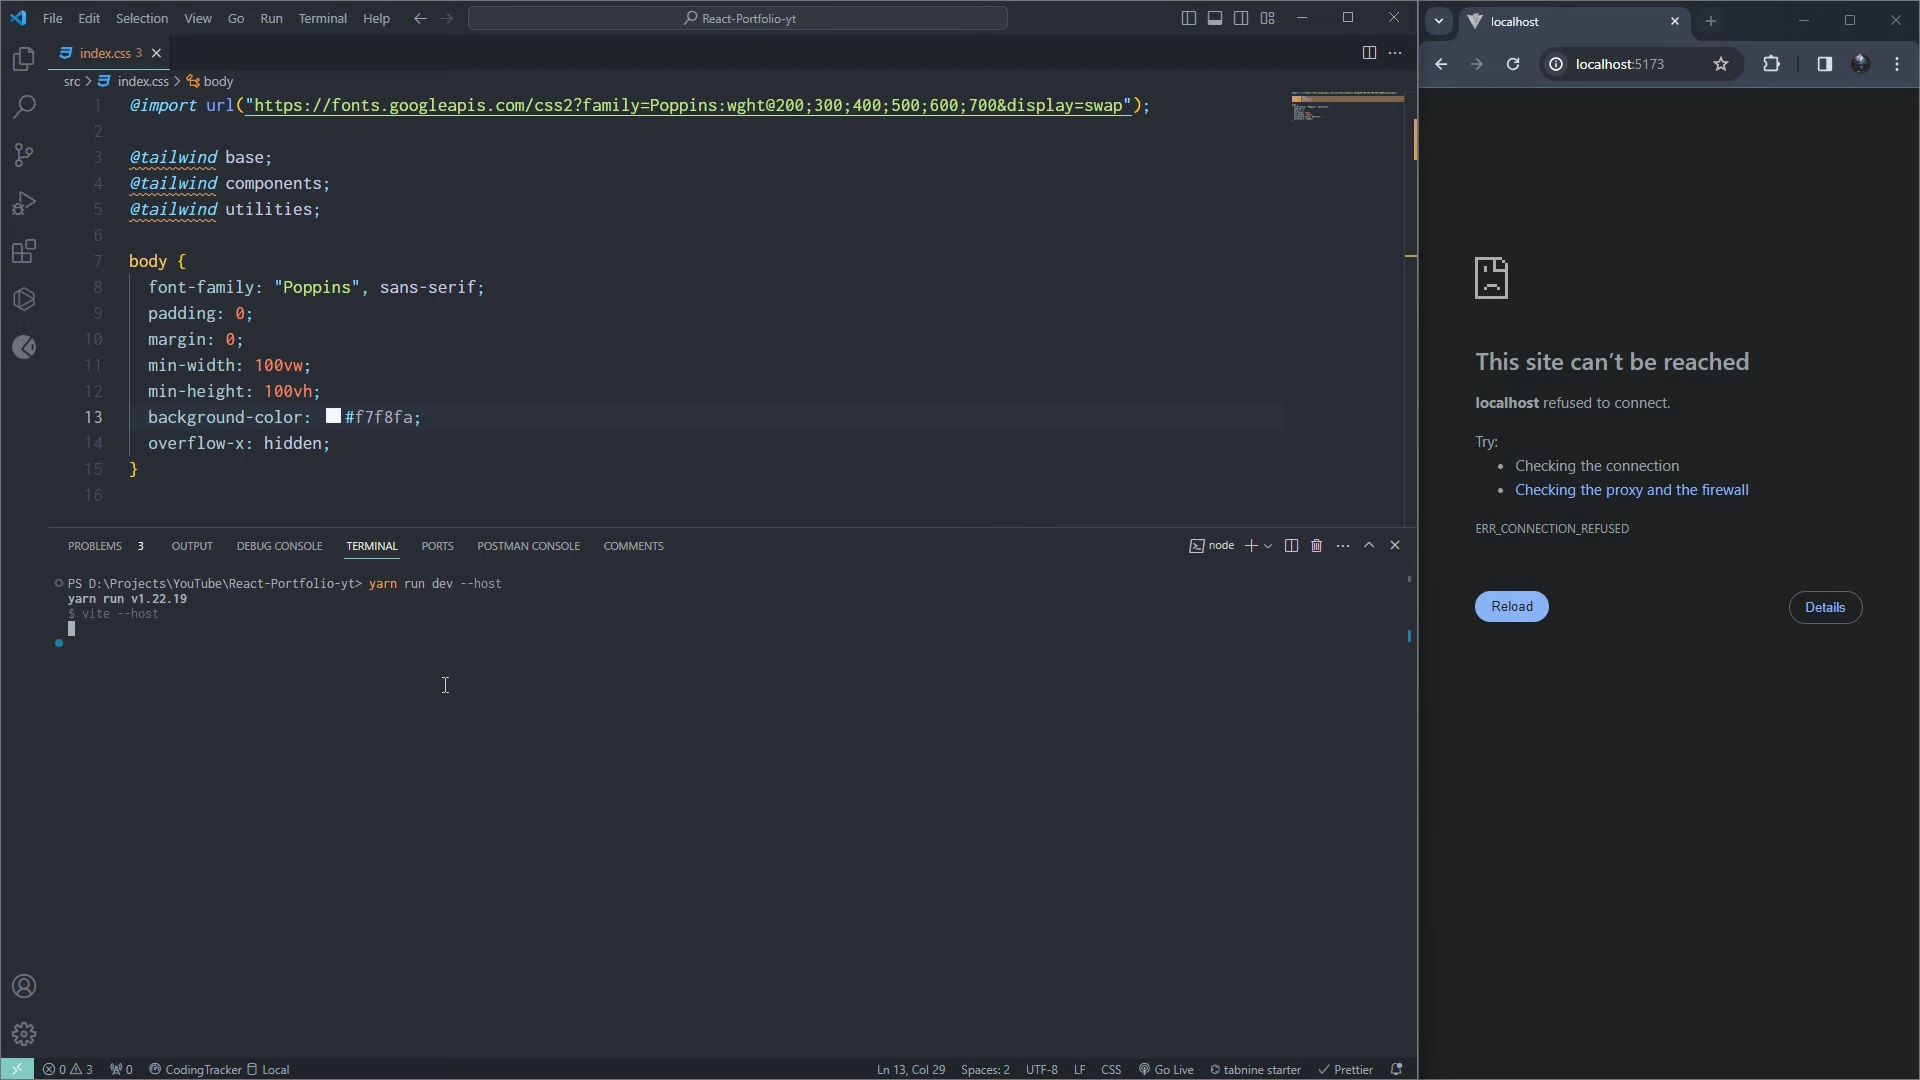 File Edit Selection View Go Run Terminal Help
React-Portfolio-yt
index.css 3
src > index.css > body
1 @import url("https://fonts.googleapis.com/css2?family=Poppins:wght@200;300;400;500;600;700&display=swap");
2
3 @tailwind base;
4 @tailwind components;
5 @tailwind utilities;
6
7 body {
8 font-family: "Poppins", sans-serif;
9 padding: 0;
10 margin: 0;
11 min-width: 100vw;
12 min-height: 100vh;
13 background-color: #f7f8fa;
14 overflow-x: hidden;
15 }
16
PROBLEMS 3 OUTPUT DEBUG CONSOLE TERMINAL PORTS POSTMAN CONSOLE COMMENTS
node
PS D:\Projects\YouTube\React-Portfolio-yt> yarn run dev --host
yarn run v1.22.19
$ vite --host
0 3 0 CodingTracker Local
Ln 13, Col 29 Spaces: 2 UTF-8 LF CSS Go Live tabnine starter Prettier
localhost
localhost:5173
This site can’t be reached
localhost refused to connect.
Try:
• Checking the connection
• Checking the proxy and the firewall
ERR_CONNECTION_REFUSED
Reload
Details